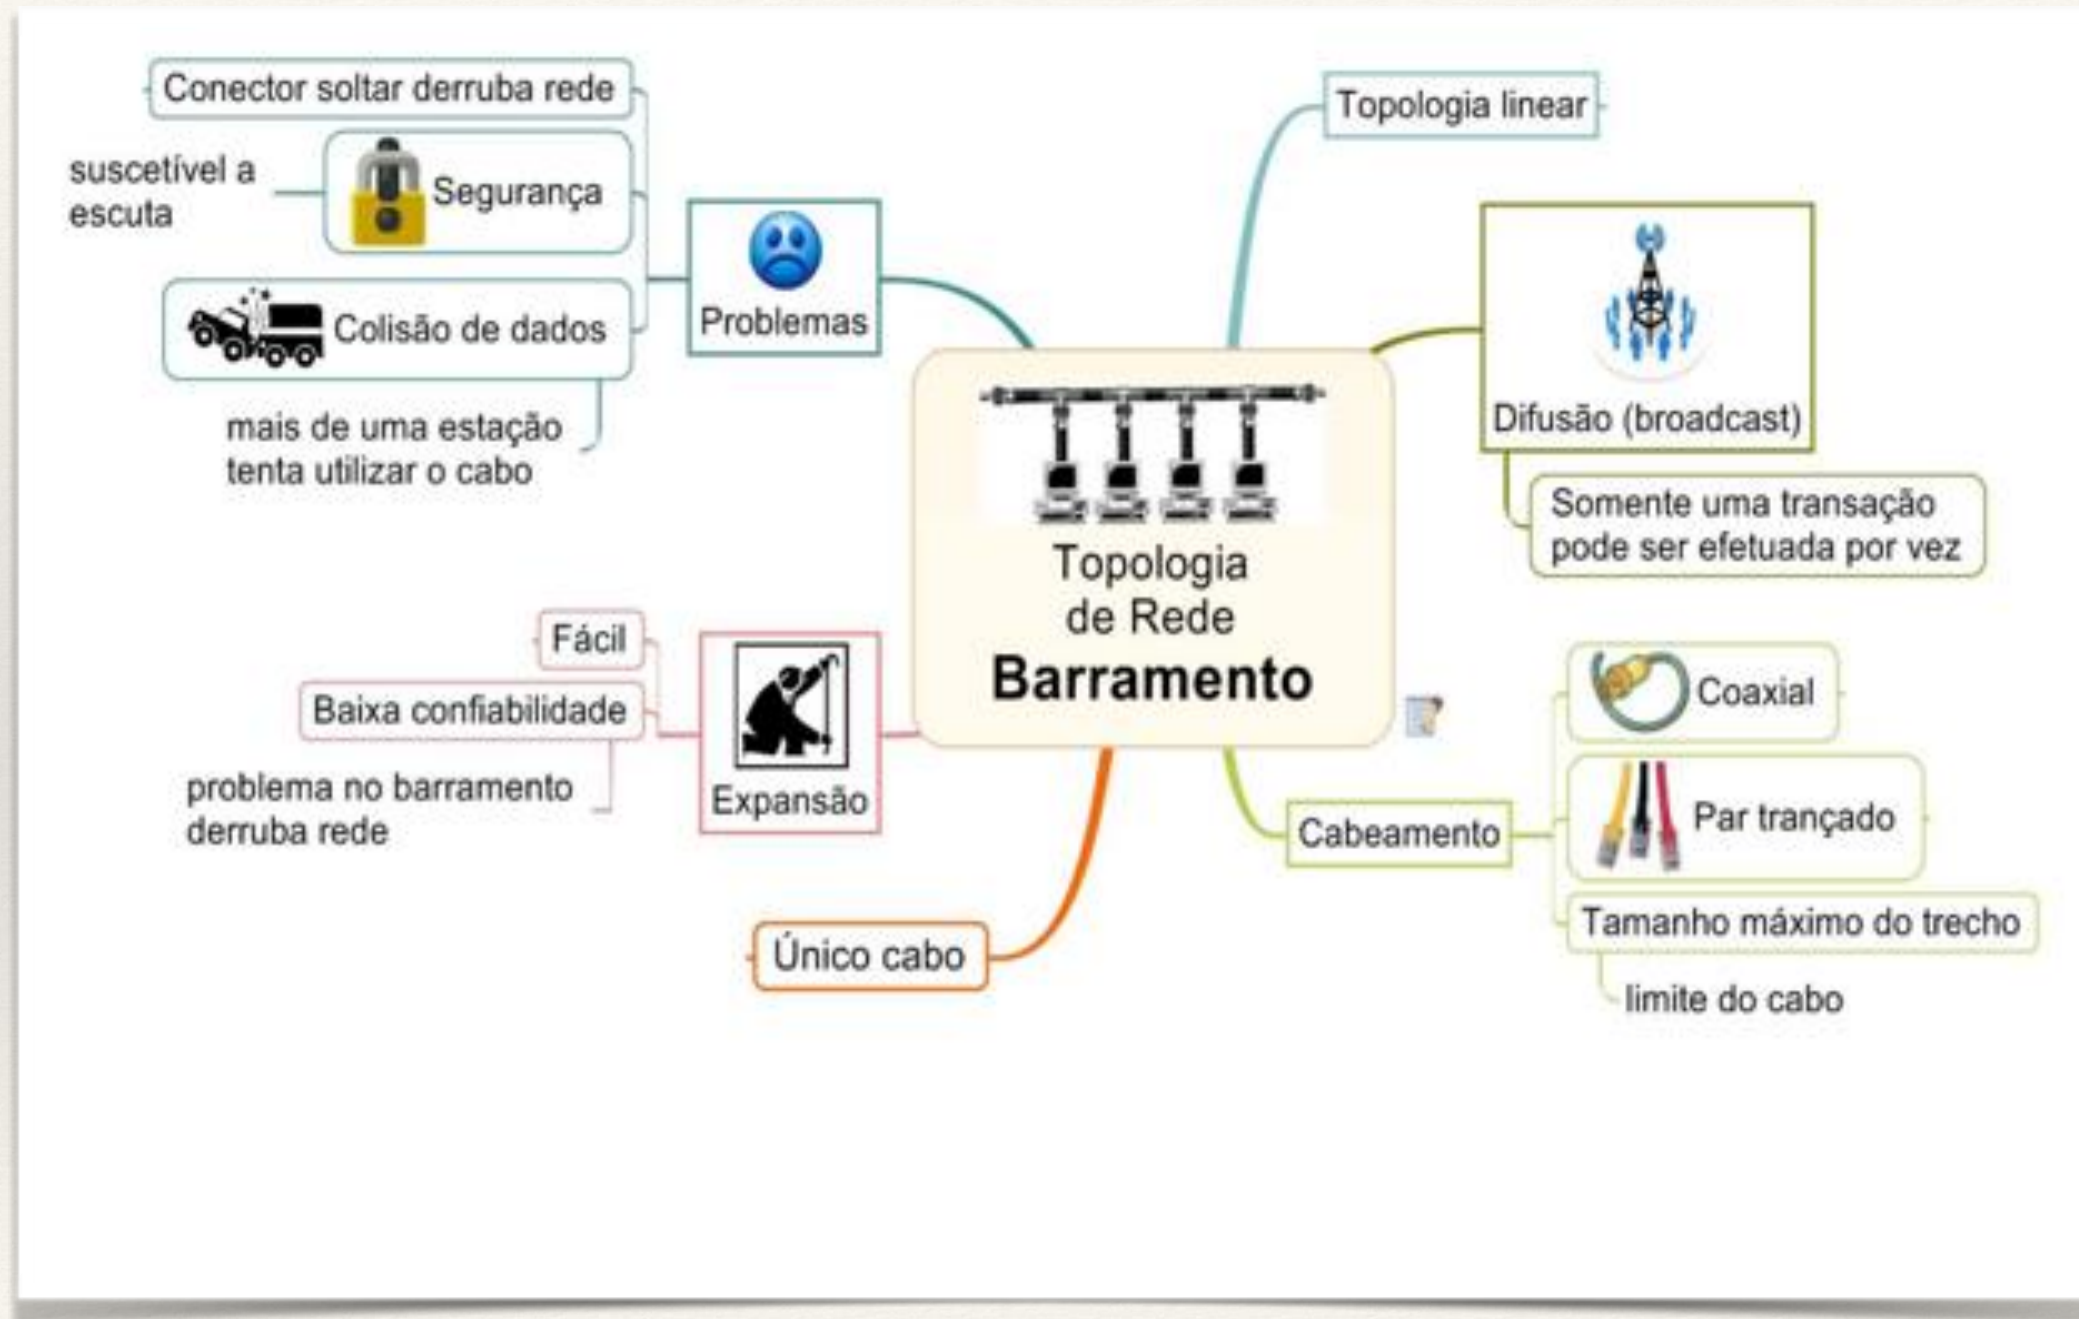 Conector soltar derruba rede
suscetível a
escuta
Segurança
Colisão de dados
mais de uma estação
tenta utilizar o cabo
Problemas
Topologia linear
Difusão (broadcast)
Somente uma transação
pode ser efetuada por vez
Topologia
de Rede
Barramento
Fácil
Baixa confiabilidade
problema no barramento
derruba rede
Expansão
Único cabo
Cabeamento
Coaxial
Par trançado
Tamanho máximo do trecho
limite do cabo